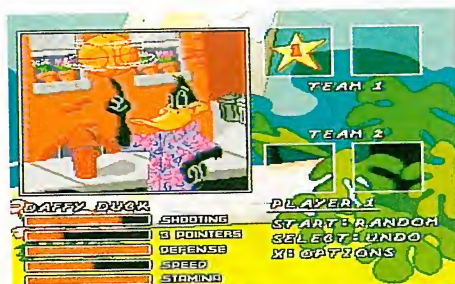 1
TEAM 1
TEAM 2
DAFFY DUCK
SHOOTING
3 POINTERS
DEFENSE
SPEED
STAMINA
PLAYER 1
START: RANDOM
SELECT: UNDO
X: OPTIONS